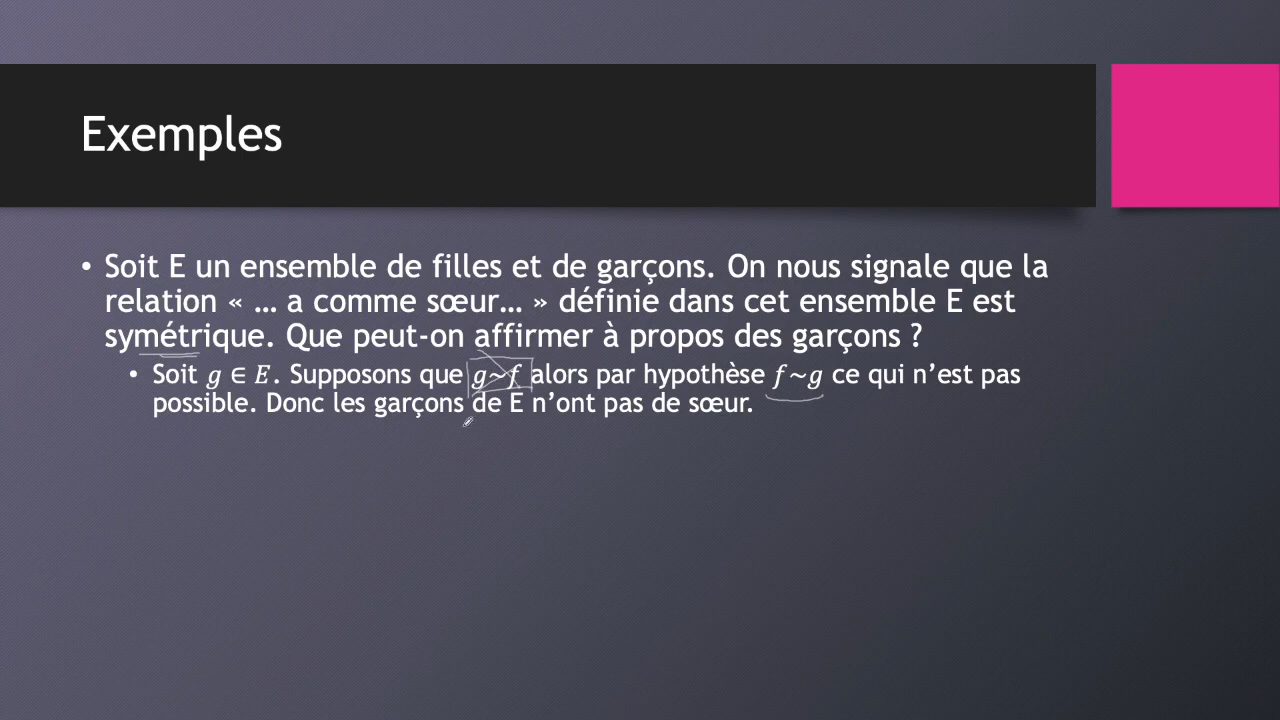 Exemples
• Soit E un ensemble de filles et de garçons. On nous signale que la
relation « … a comme sœur… » définie dans cet ensemble E est
symétrique. Que peut-on affirmer à propos des garçons ?
• Soit g ∈ E. Supposons que g~f alors par hypothèse f~g ce qui n’est pas
possible. Donc les garçons de E n’ont pas de sœur.